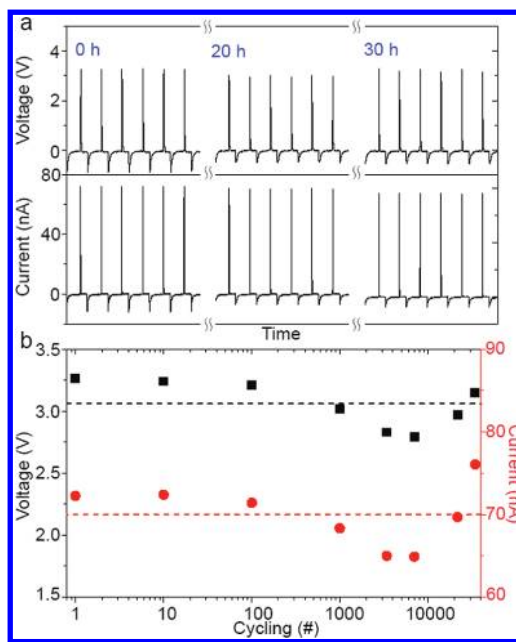 a
0 h 20 h 30 h
Voltage (V)
4
2
0
Current (nA)
80
40
0
Time
b
Voltage (V)
3.5
3.0
2.5
2.0
1.5
Current (nA)
90
80
70
60
1 10 100 1000 10000
Cycling (#)